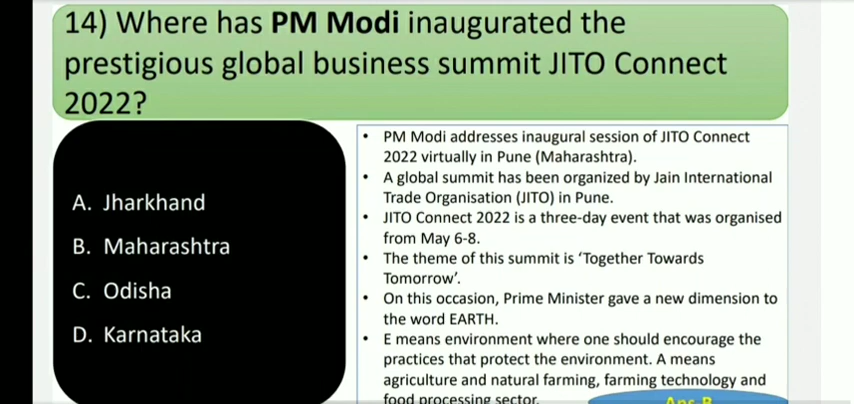 14) Where has PM Modi inaugurated the
prestigious global business summit JITO Connect
2022?
A. Jharkhand
B. Maharashtra
C. Odisha
D. Karnataka
• PM Modi addresses inaugural session of JITO Connect
2022 virtually in Pune (Maharashtra).
• A global summit has been organized by Jain International
Trade Organisation (JITO) in Pune.
• JITO Connect 2022 is a three-day event that was organised
from May 6-8.
• The theme of this summit is ‘Together Towards
Tomorrow’.
• On this occasion, Prime Minister gave a new dimension to
the word EARTH.
• E means environment where one should encourage the
practices that protect the environment. A means
agriculture and natural farming, farming technology and
food processing sector.
Ans B